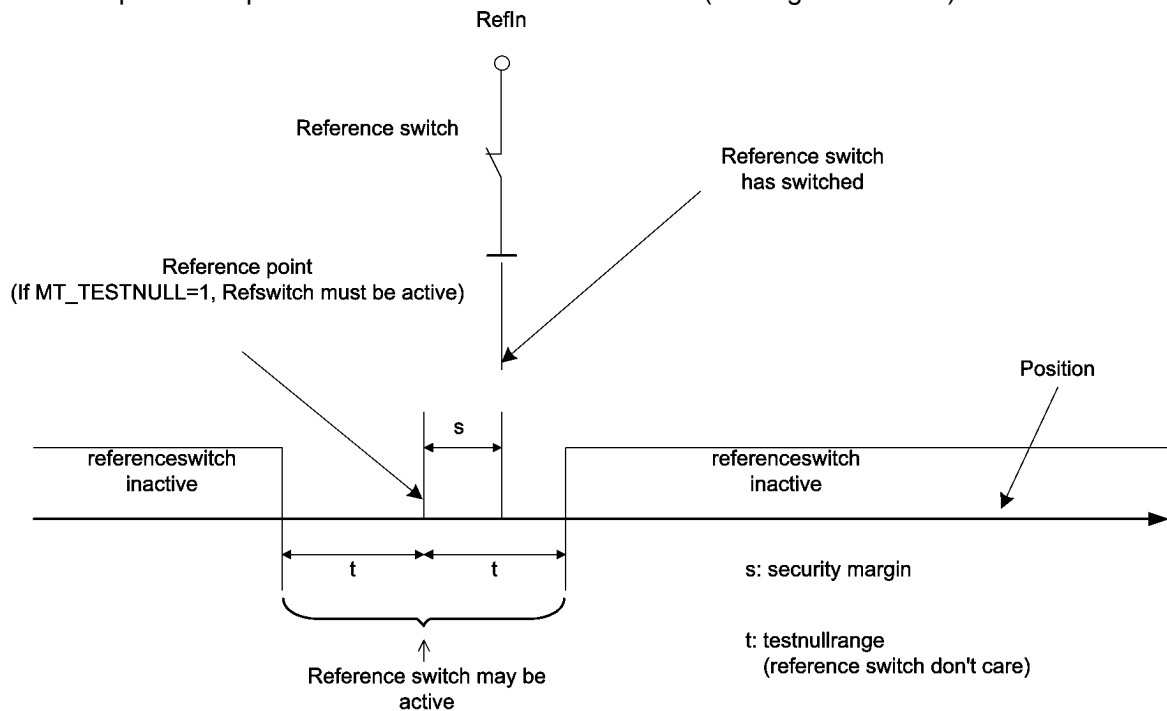 RefIn
Reference switch
Reference switch
has switched
Reference point
(If MT_TESTNULL=1, Refswitch must be active)
Position
s
referenceswitch
inactive
referenceswitch
inactive
t
t
s: security margin
t: testnullrange
(reference switch don't care)
Reference switch may be
active